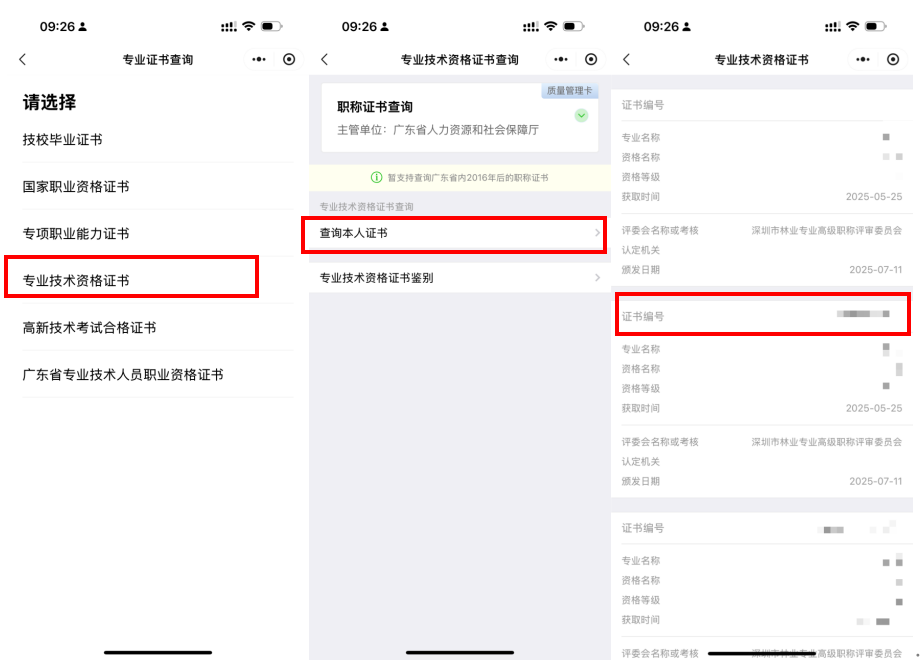 09:26
专业证书查询
请选择
技校毕业证书
国家职业资格证书
专项职业能力证书
专业技术资格证书
高新技术考试合格证书
广东省专业技术人员职业资格证书
09:26
专业技术资格证书查询
质量管理卡
职称证书查询
主管单位：广东省人力资源和社会保障厅
暂支持查询广东省内2016年后的职称证书
专业技术资格证书查询
查询本人证书
专业技术资格证书鉴别
09:26
专业技术资格证书
证书编号
专业名称
资格名称
资格等级
获取时间 2025-05-25
评委会名称或考核 深圳市林业专业高级职称评审委员会
认定机关
颁发日期 2025-07-11
证书编号
专业名称
资格名称
资格等级
获取时间 2025-05-25
评委会名称或考核 深圳市林业专业高级职称评审委员会
认定机关
颁发日期 2025-07-11
证书编号
专业名称
资格名称
资格等级
获取时间
评委会名称或考核 深圳市林业专业高级职称评审委员会